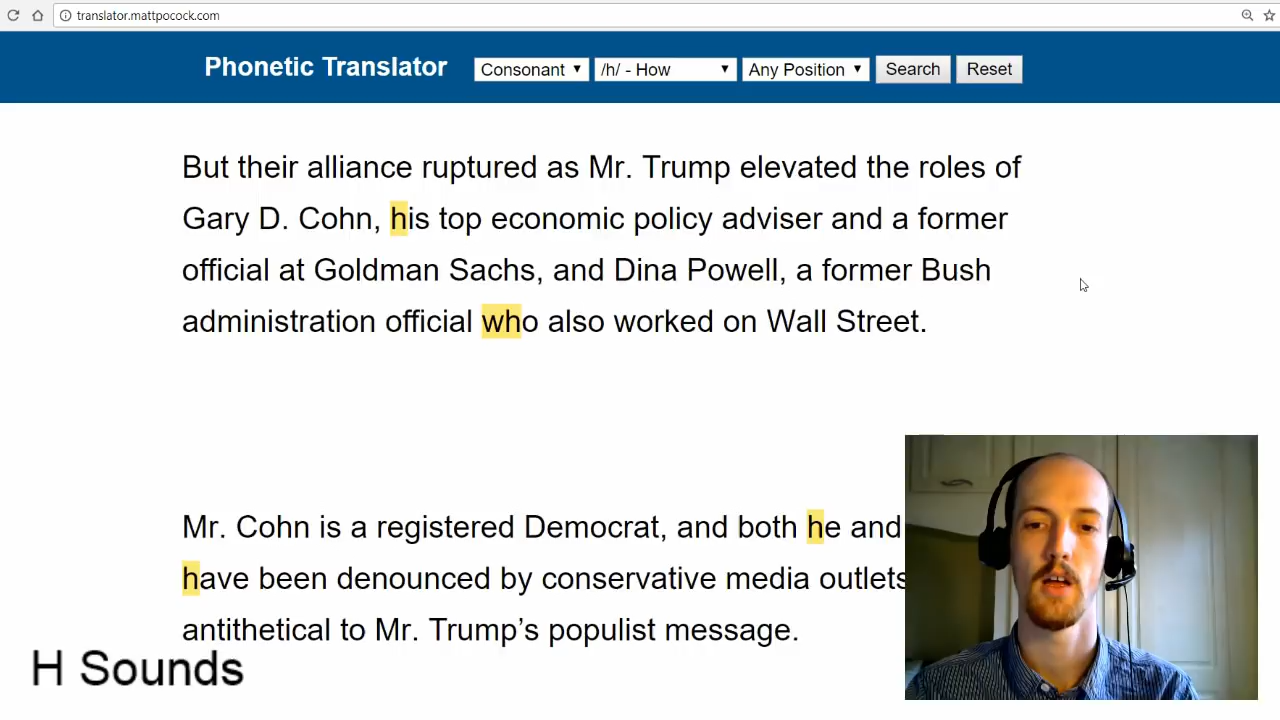 translator.mattpocock.com
Phonetic Translator Consonant /h/ - How Any Position Search Reset
But their alliance ruptured as Mr. Trump elevated the roles of
Gary D. Cohn, his top economic policy adviser and a former
official at Goldman Sachs, and Dina Powell, a former Bush
administration official who also worked on Wall Street.
Mr. Cohn is a registered Democrat, and both he and
have been denounced by conservative media outlets
antithetical to Mr. Trump’s populist message.
H Sounds